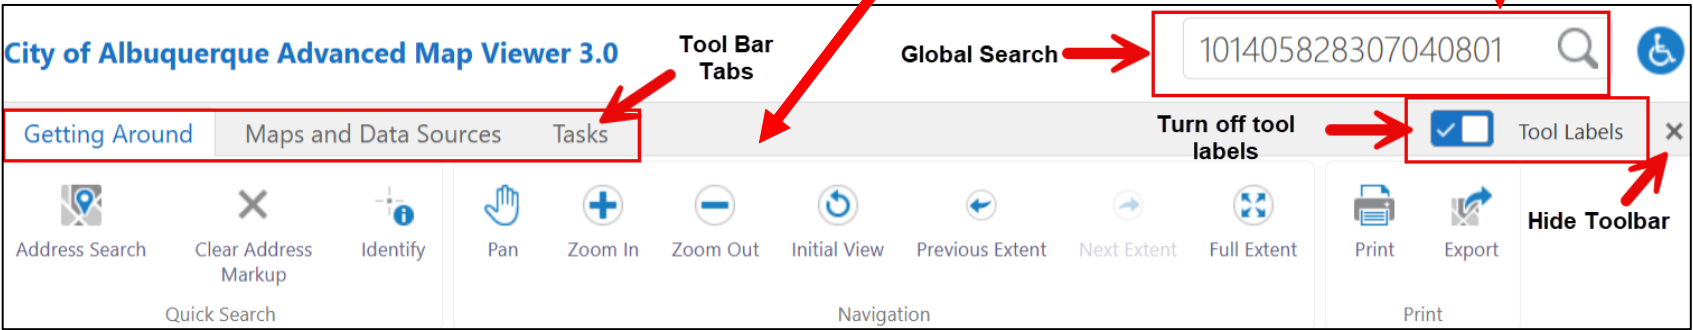 City of Albuquerque Advanced Map Viewer 3.0
Tool Bar
Tabs
Global Search
101405828307040801
Getting Around
Maps and Data Sources
Tasks
Turn off tool
labels
Tool Labels
Hide Toolbar
Address Search
Clear Address
Markup
Identify
Quick Search
Pan
Zoom In
Zoom Out
Initial View
Previous Extent
Next Extent
Full Extent
Navigation
Print
Export
Print